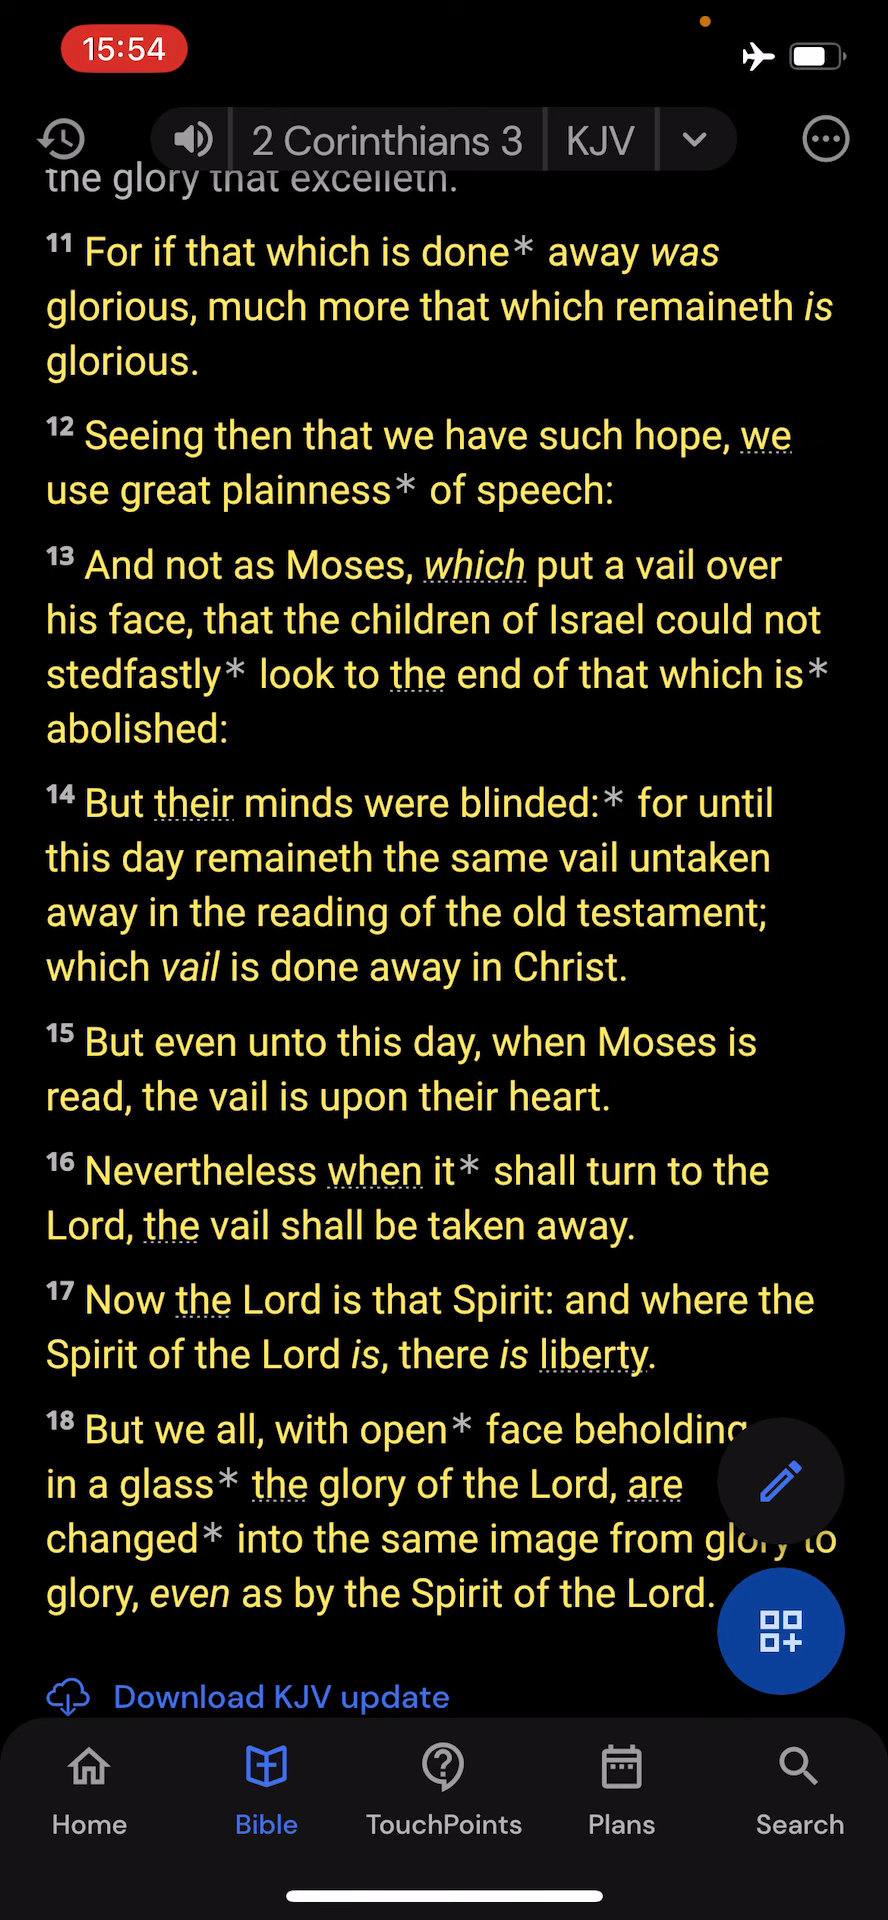 15:54
2 Corinthians 3 KJV
the glory that excelleth.
11 For if that which is done* away was
glorious, much more that which remaineth is
glorious.
12 Seeing then that we have such hope, we
use great plainness* of speech:
13 And not as Moses, which put a vail over
his face, that the children of Israel could not
stedfastly* look to the end of that which is*
abolished:
14 But their minds were blinded:* for until
this day remaineth the same vail untaken
away in the reading of the old testament;
which vail is done away in Christ.
15 But even unto this day, when Moses is
read, the vail is upon their heart.
16 Nevertheless when it* shall turn to the
Lord, the vail shall be taken away.
17 Now the Lord is that Spirit: and where the
Spirit of the Lord is, there is liberty.
18 But we all, with open* face beholding
in a glass* the glory of the Lord, are
changed* into the same image from glory to
glory, even as by the Spirit of the Lord.
Download KJV update
Home Bible TouchPoints Plans Search